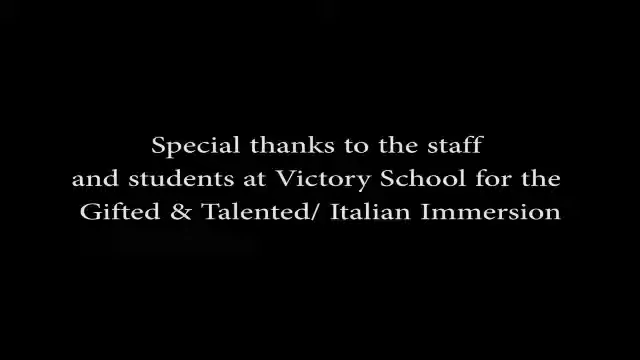 Special thanks to the staff
and students at Victory School for the
Gifted & Talented/ Italian Immersion